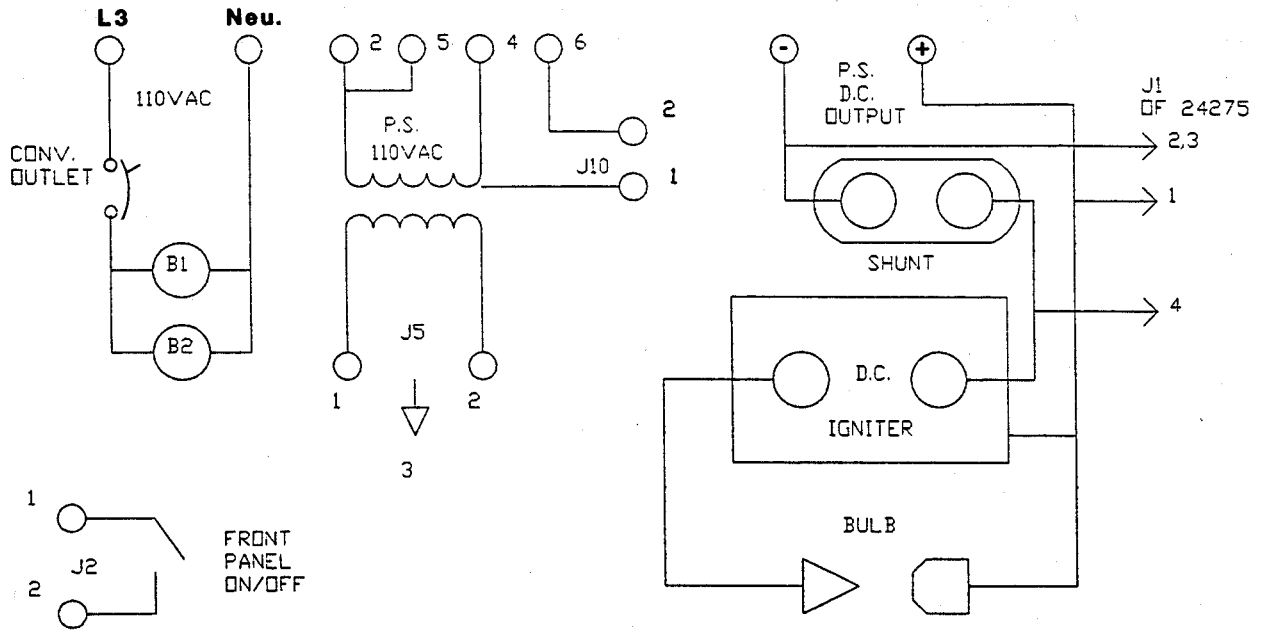 L3
Neu.
2
5
4
6
-
+
110VAC
P.S.
110VAC
2
J10
1
P.S.
D.C.
OUTPUT
J1
OF 24275
2,3
1
CONV.
OUTLET
SHUNT
B1
B2
J5
1
2
3
4
D.C.
IGNITER
BULB
1
J2
2
FRONT
PANEL
ON/OFF